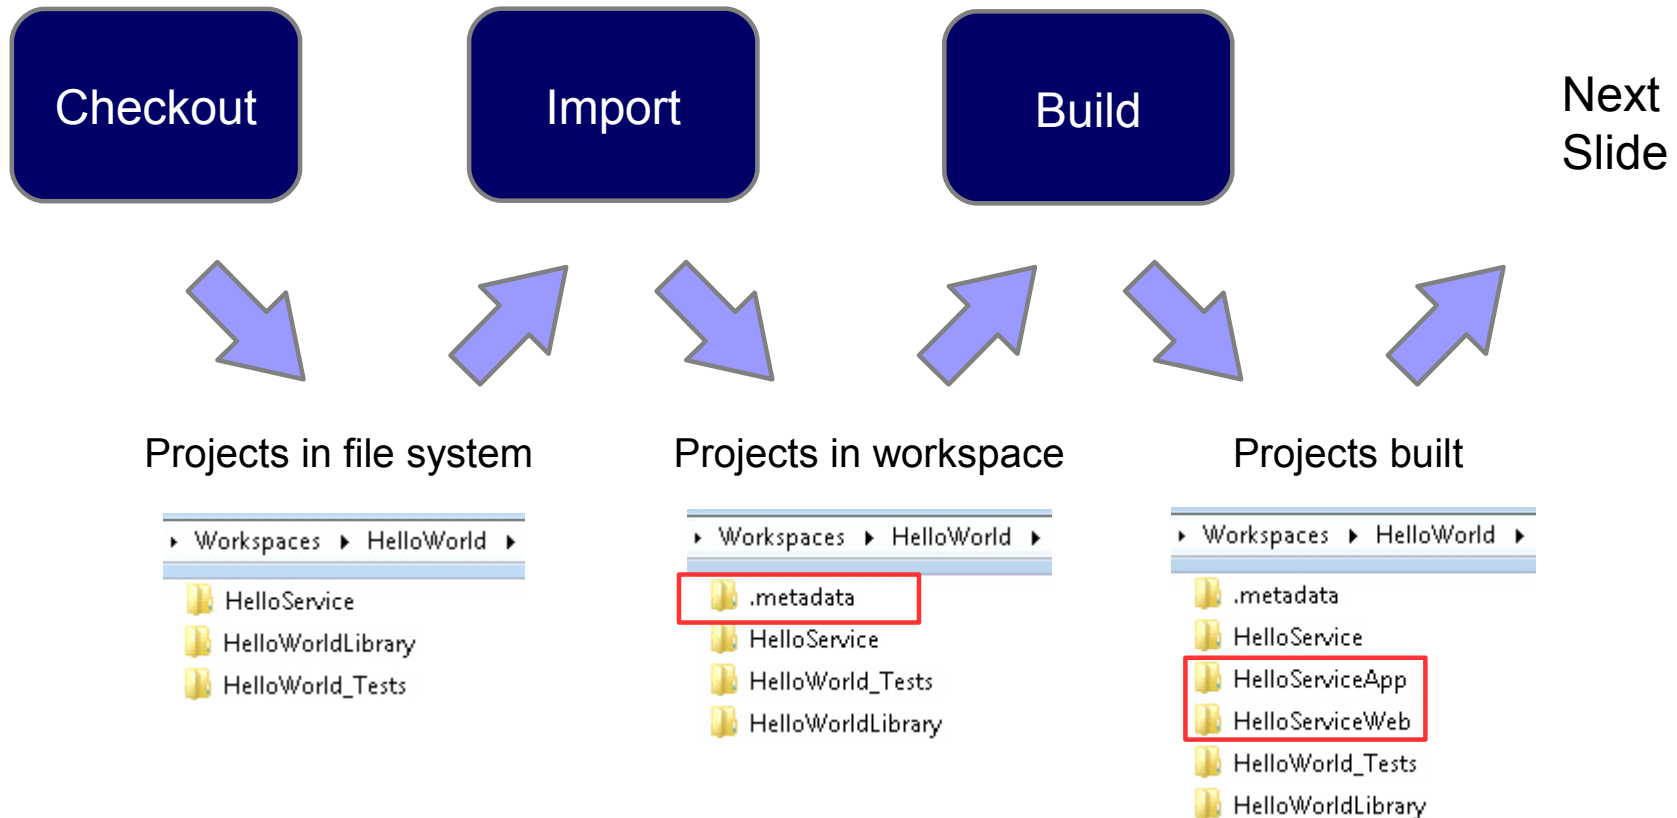 Checkout
Import
Build
Next
Slide
Projects in file system
Workspaces HelloWorld
HelloService
HelloWorldLibrary
HelloWorld_Tests
Projects in workspace
Workspaces HelloWorld
.metadata
HelloService
HelloWorld_Tests
HelloWorldLibrary
Projects built
Workspaces HelloWorld
.metadata
HelloService
HelloServiceApp
HelloServiceWeb
HelloWorld_Tests
HelloWorldLibrary